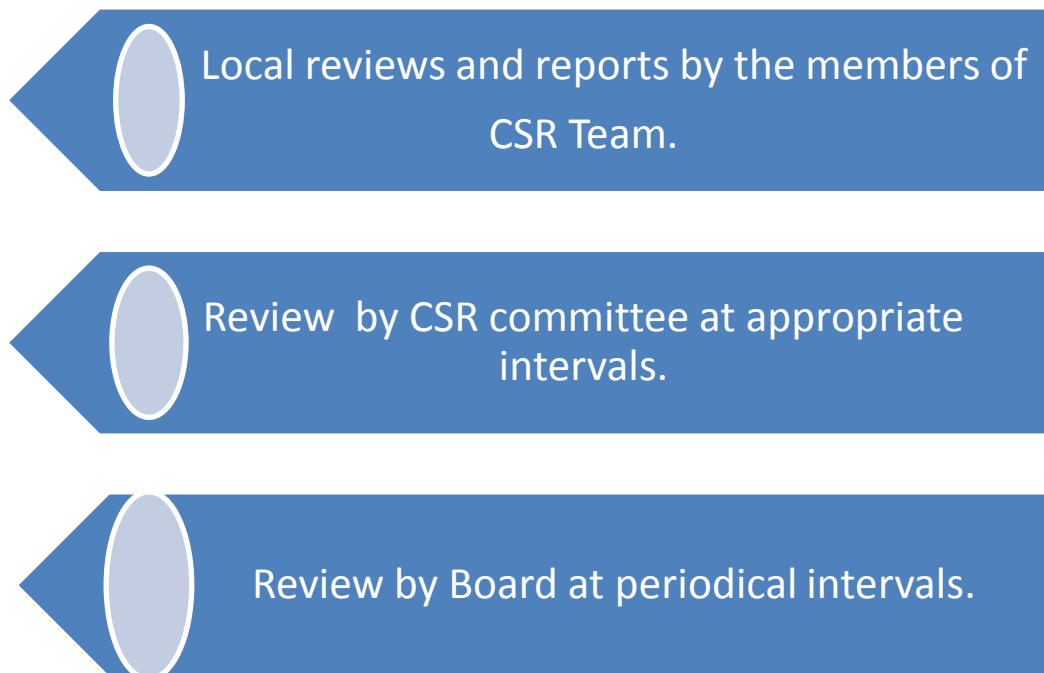 Local reviews and reports by the members of
CSR Team.
Review  by CSR committee at appropriate
intervals.
Review by Board at periodical intervals.